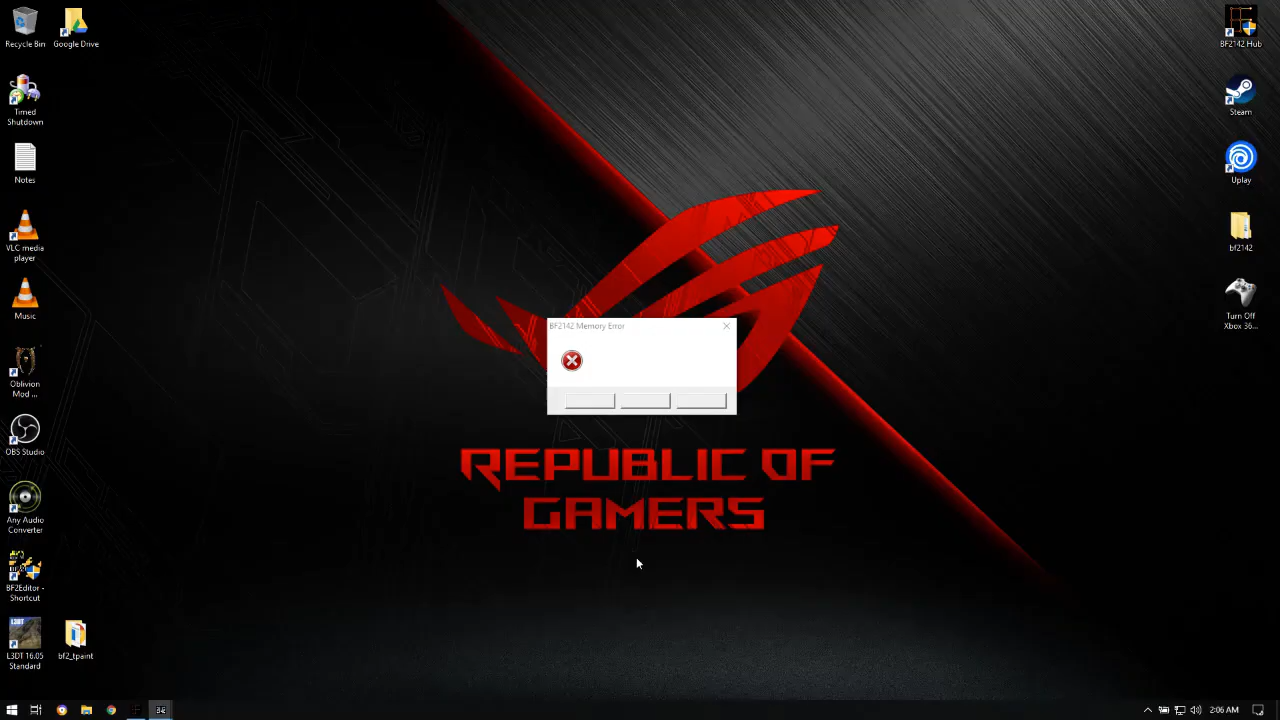 Recycle Bin
Google Drive
Timed
Shutdown
Notes
VLC media
player
Music
Oblivion
Mod ...
OBS Studio
Any Audio
Converter
BF2Editor -
Shortcut
L3DT
L3DT 16.05
Standard
bf2_tpaint
BF2142 Memory Error
REPUBLIC OF
GAMERS
BF2142 Hub
Steam
Uplay
bf2142
Turn Off
Xbox 36...
2:06 AM